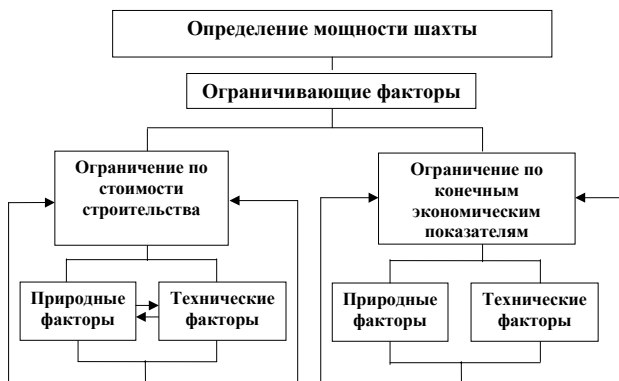 Определение мощности шахты
Ограничивающие факторы
Ограничение по
стоимости
строительства
Ограничение по
конечным
экономическим
показателям
Природные
факторы
Технические
факторы
Природные
факторы
Технические
факторы